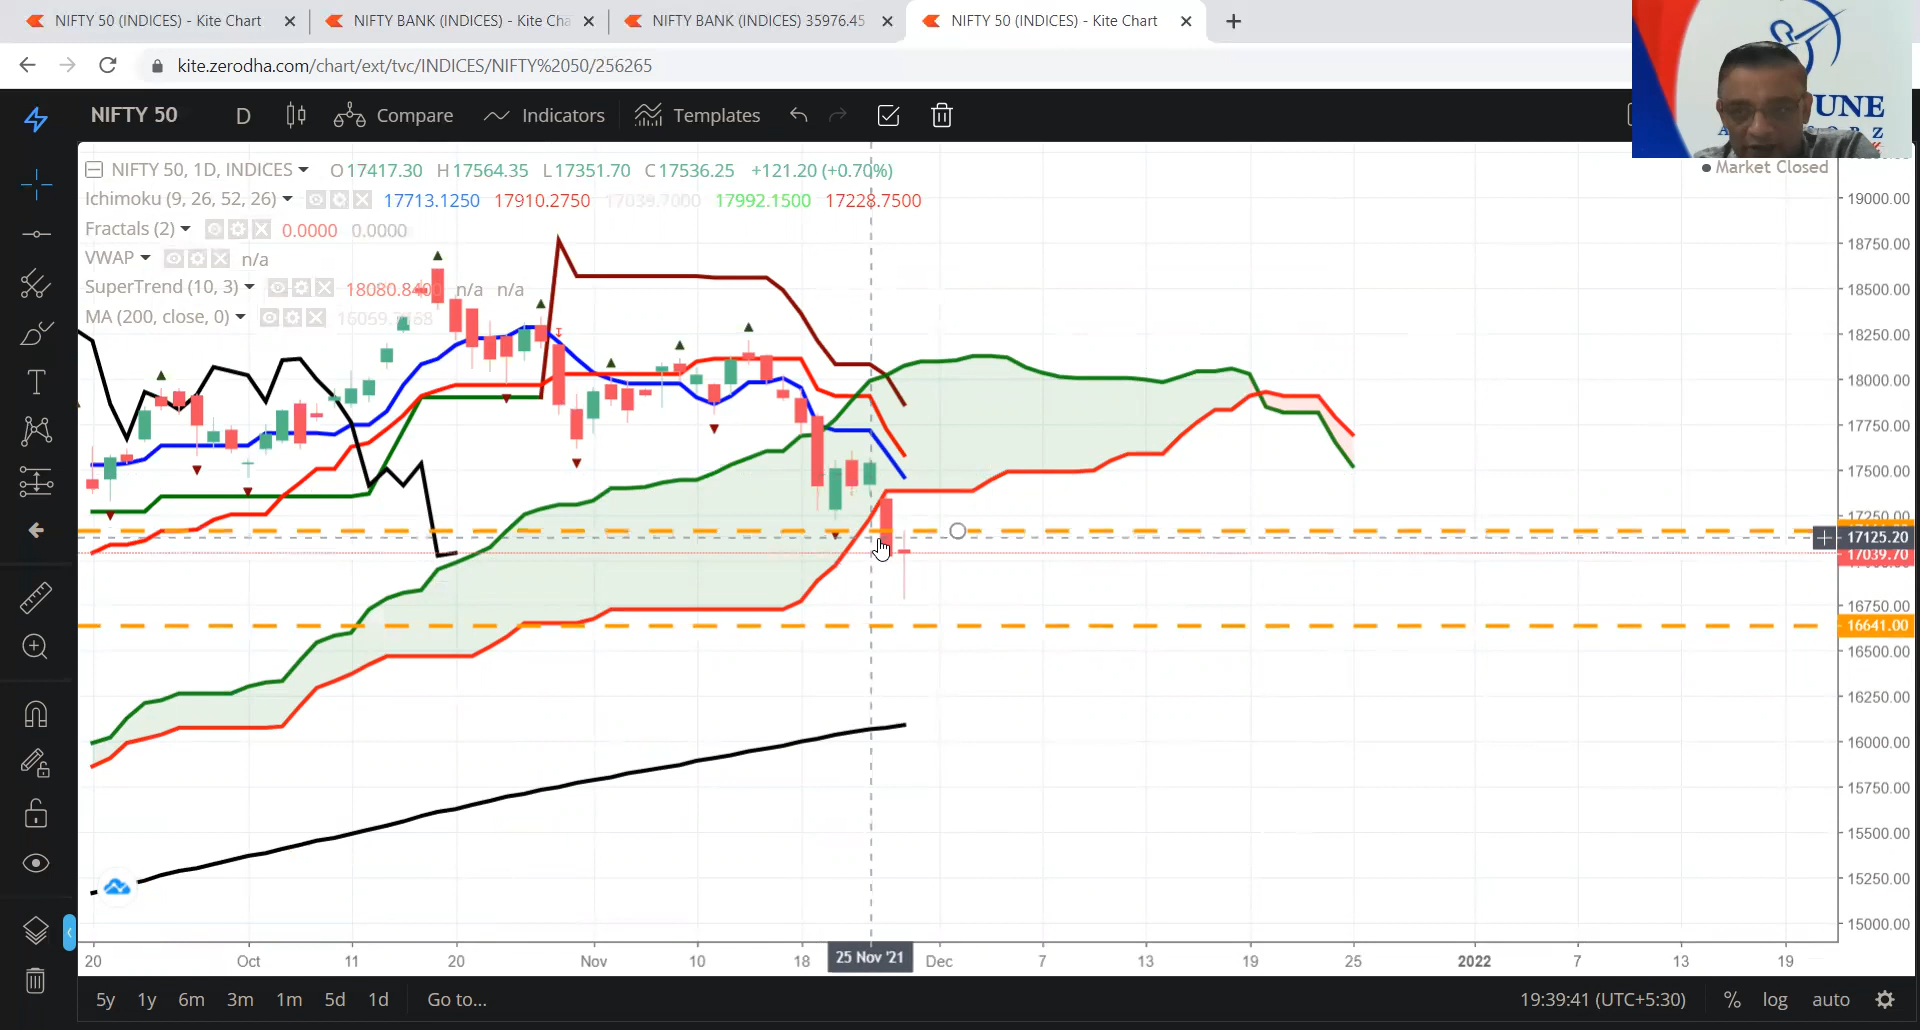 NIFTY 50 (INDICES) - Kite Chart
NIFTY BANK (INDICES) - Kite Cha
NIFTY BANK (INDICES) 35976.45
NIFTY 50 (INDICES) - Kite Chart
kite.zerodha.com/chart/ext/tvc/INDICES/NIFTY%2050/256265
UNE
NIFTY 50 D Compare Indicators Templates
Market Closed
NIFTY 50, 1D, INDICES O17417.30 H17564.35 L17351.70 C17536.25 +121.20 (+0.70%)
Ichimoku (9, 26, 52, 26) 17713.1250 17910.2750 17039.7000 17992.1500 17228.7500
Fractals (2) 0.0000 0.0000
VWAP n/a
SuperTrend (10, 3) 18080.8400 n/a n/a
MA (200, close, 0)
19000.00
18750.00
18500.00
18250.00
18000.00
17750.00
17500.00
17250.00
17125.20
17039.70
16750.00
16641.00
16500.00
16250.00
16000.00
15750.00
15500.00
15250.00
15000.00
20 Oct 11 20 Nov 10 18 25 Nov '21 Dec 7 13 19 25 2022 7 13 19
5y 1y 6m 3m 1m 5d 1d Go to... 19:39:41 (UTC+5:30) % log auto